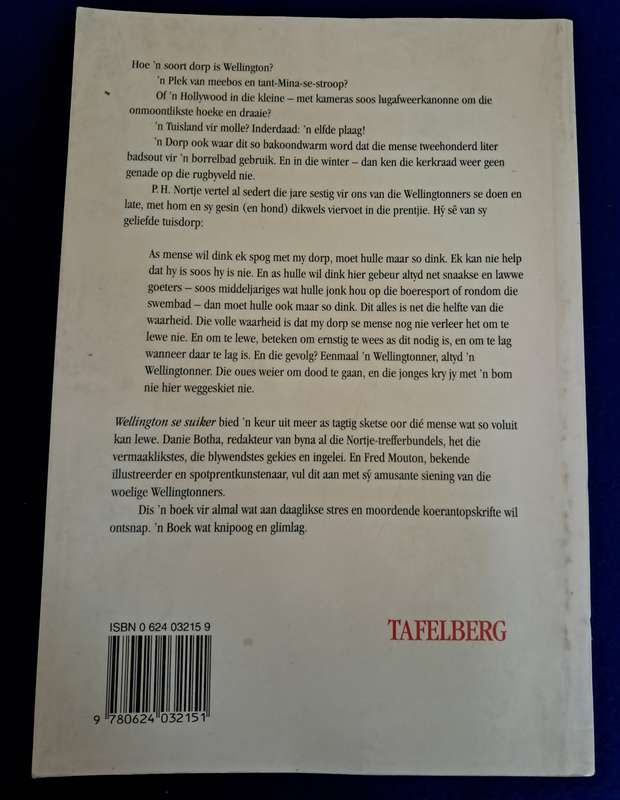 Hoe 'n soort dorp is Wellington?
'n Plek van meebos en tant-Mina-se-stroop?
Of 'n Hollywood in die kleine – met kameras soos lugafweerkanonne om die
onmoontlikste hoeke en draaie?
'n Tuisland vir molle? Inderdaad: 'n elfde plaag!
'n Dorp ook waar dit so bakoondwarm word dat die mense tweehonderd liter
badsout vir 'n borrelbad gebruik. En in die winter – dan ken die kerkraad weer geen
genade op die rugbyveld nie.
P.H. Nortje vertel al sedert die jare sestig vir ons van die Wellingtonners se doen en
late, met hom en sy gesin (en hond) dikwels viervoet in die prentjie. Hý sê van sy
geliefde tuisdorp:
As mense wil dink ek spog met my dorp, moet hulle maar so dink. Ek kan nie help
dat hy is soos hy is nie. En as hulle wil dink hier gebeur altyd net snaakse en lawwe
goeters – soos middeljariges wat hulle jonk hou op die boeresport of rondom die
swembad – dan moet hulle ook maar so dink. Dit alles is net die helfte van die
waarheid. Die volle waarheid is dat my dorp se mense nog nie verleer het om te
lewe nie. En om te lewe, beteken om ernstig te wees as dit nodig is, en om te lag
wanneer daar te lag is. En die gevolg? Eenmaal 'n Wellingtonner, altyd 'n
Wellingtonner. Die oues weier om dood te gaan, en die jonges kry jy met 'n bom
nie hier weggeskiet nie.
Wellington se suiker bied 'n keur uit meer as tagtig sketse oor dié mense wat so voluit
kan lewe. Danie Botha, redakteur van byna al die Nortje-trefferbundels, het die
vermaaklikstes, die blywendstes gekies en ingelei. En Fred Mouton, bekende
illustreerder en spotprentkunstenaar, vul dit aan met sý amusante siening van die
woelige Wellingtonners.
Dis 'n boek vir almal wat aan daaglikse stres en moordende koerantopskrifte wil
ontsnap. 'n Boek wat knipoog en glimlag.
ISBN 0 624 03215 9
TAFELBERG
9 780624 032151